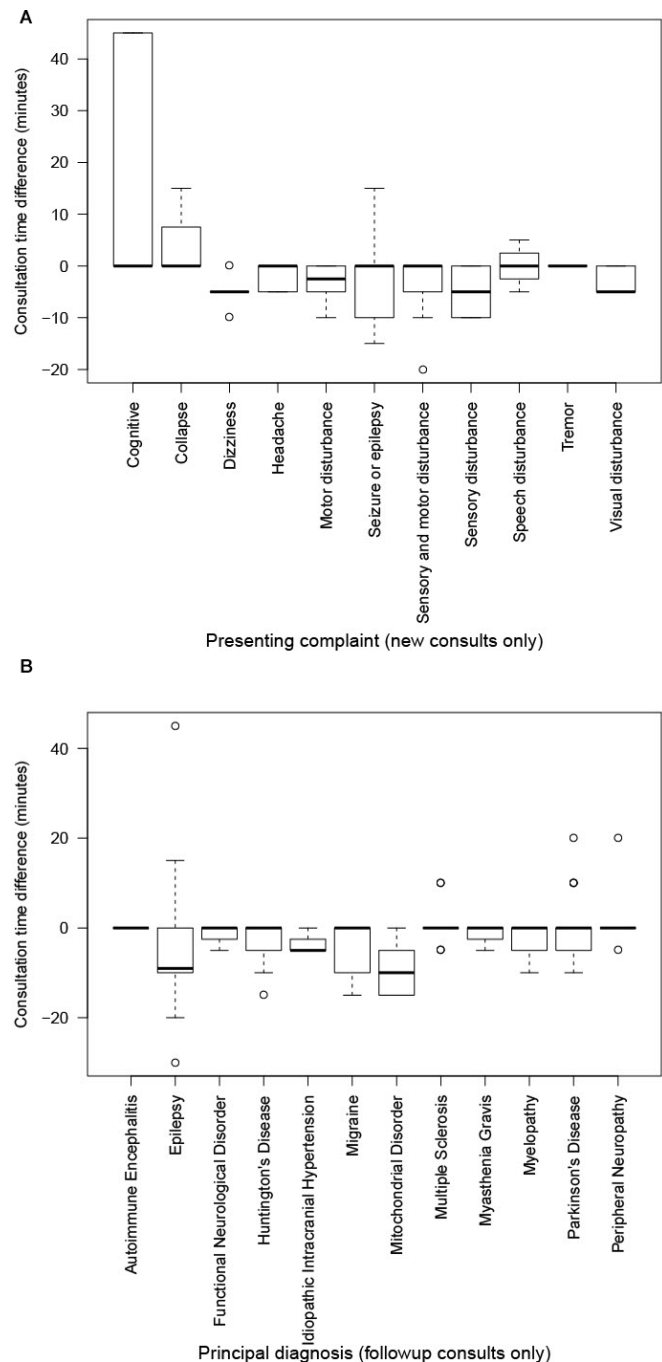 A
Consultation time difference (minutes)
40
30
20
10
0
−10
−20
Cognitive
Collapse
Dizziness
Headache
Motor disturbance
Seizure or epilepsy
Sensory and motor disturbance
Sensory disturbance
Speech disturbance
Tremor
Visual disturbance
Presenting complaint (new consults only)
B
Consultation time difference (minutes)
40
20
0
−20
Autoimmune Encephalitis
Epilepsy
Functional Neurological Disorder
Huntington's Disease
Idiopathic Intracranial Hypertension
Migraine
Mitochondrial Disorder
Multiple Sclerosis
Myasthenia Gravis
Myelopathy
Parkinson's Disease
Peripheral Neuropathy
Principal diagnosis (followup consults only)